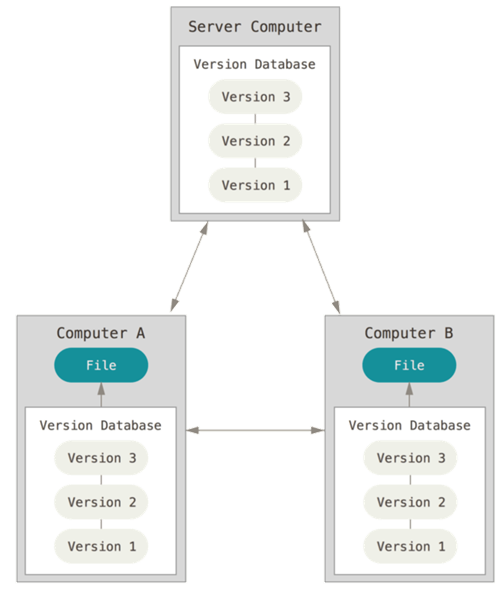 Server Computer
Version Database
Version 3
Version 2
Version 1
Computer A
File
Version Database
Version 3
Version 2
Version 1
Computer B
File
Version Database
Version 3
Version 2
Version 1